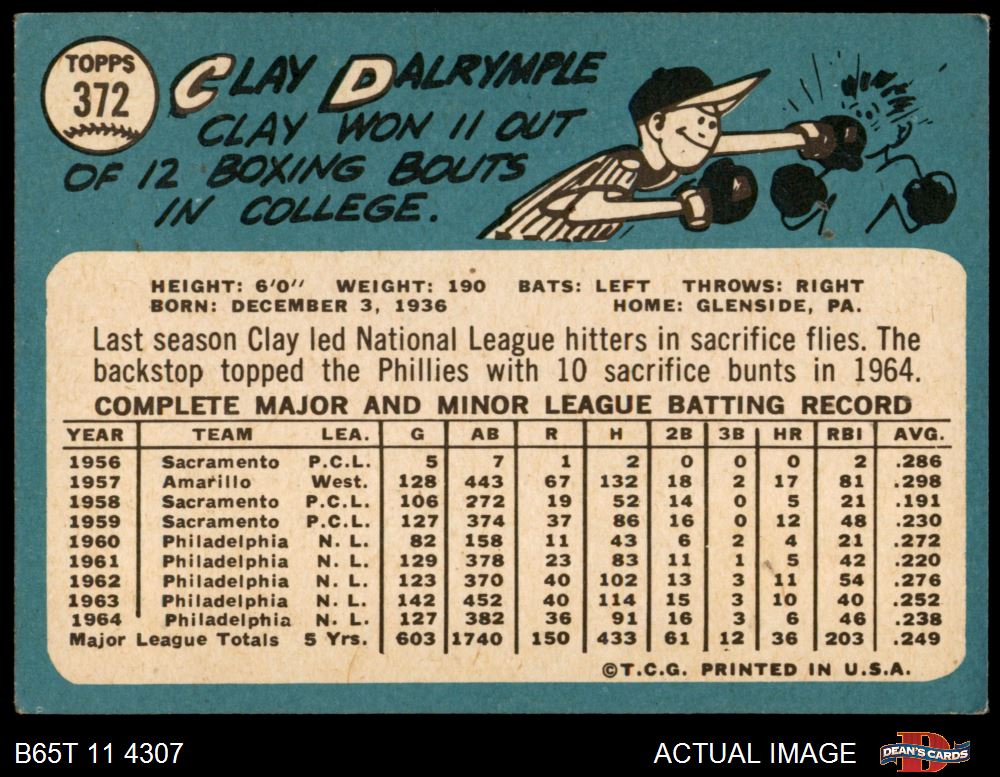 TOPPS
372
CLAY DALRYMPLE
CLAY WON 11 OUT
OF 12 BOXING BOUTS
IN COLLEGE.
HEIGHT: 6'0" WEIGHT: 190 BATS: LEFT THROWS: RIGHT
BORN: DECEMBER 3, 1936 HOME: GLENSIDE, PA.
Last season Clay led National League hitters in sacrifice flies. The
backstop topped the Phillies with 10 sacrifice bunts in 1964.
COMPLETE MAJOR AND MINOR LEAGUE BATTING RECORD
YEAR TEAM LEA. G AB R H 2B 3B HR RBI AVG.
1956 Sacramento P.C.L. 5 7 1 2 0 0 0 2 .286
1957 Amarillo West. 128 443 67 132 18 2 17 81 .298
1958 Sacramento P.C.L. 106 272 19 52 14 0 5 21 .191
1959 Sacramento P.C.L. 127 374 37 86 16 0 12 48 .230
1960 Philadelphia N. L. 82 158 11 43 6 2 4 21 .272
1961 Philadelphia N. L. 129 378 23 83 11 1 5 42 .220
1962 Philadelphia N. L. 123 370 40 102 13 3 11 54 .276
1963 Philadelphia N. L. 142 452 40 114 15 3 10 40 .252
1964 Philadelphia N. L. 127 382 36 91 16 3 6 46 .238
Major League Totals 5 Yrs. 603 1740 150 433 61 12 36 203 .249
©T.C.G. PRINTED IN U.S.A.
B65T 11 4307 ACTUAL IMAGE D DEAN'S CARDS